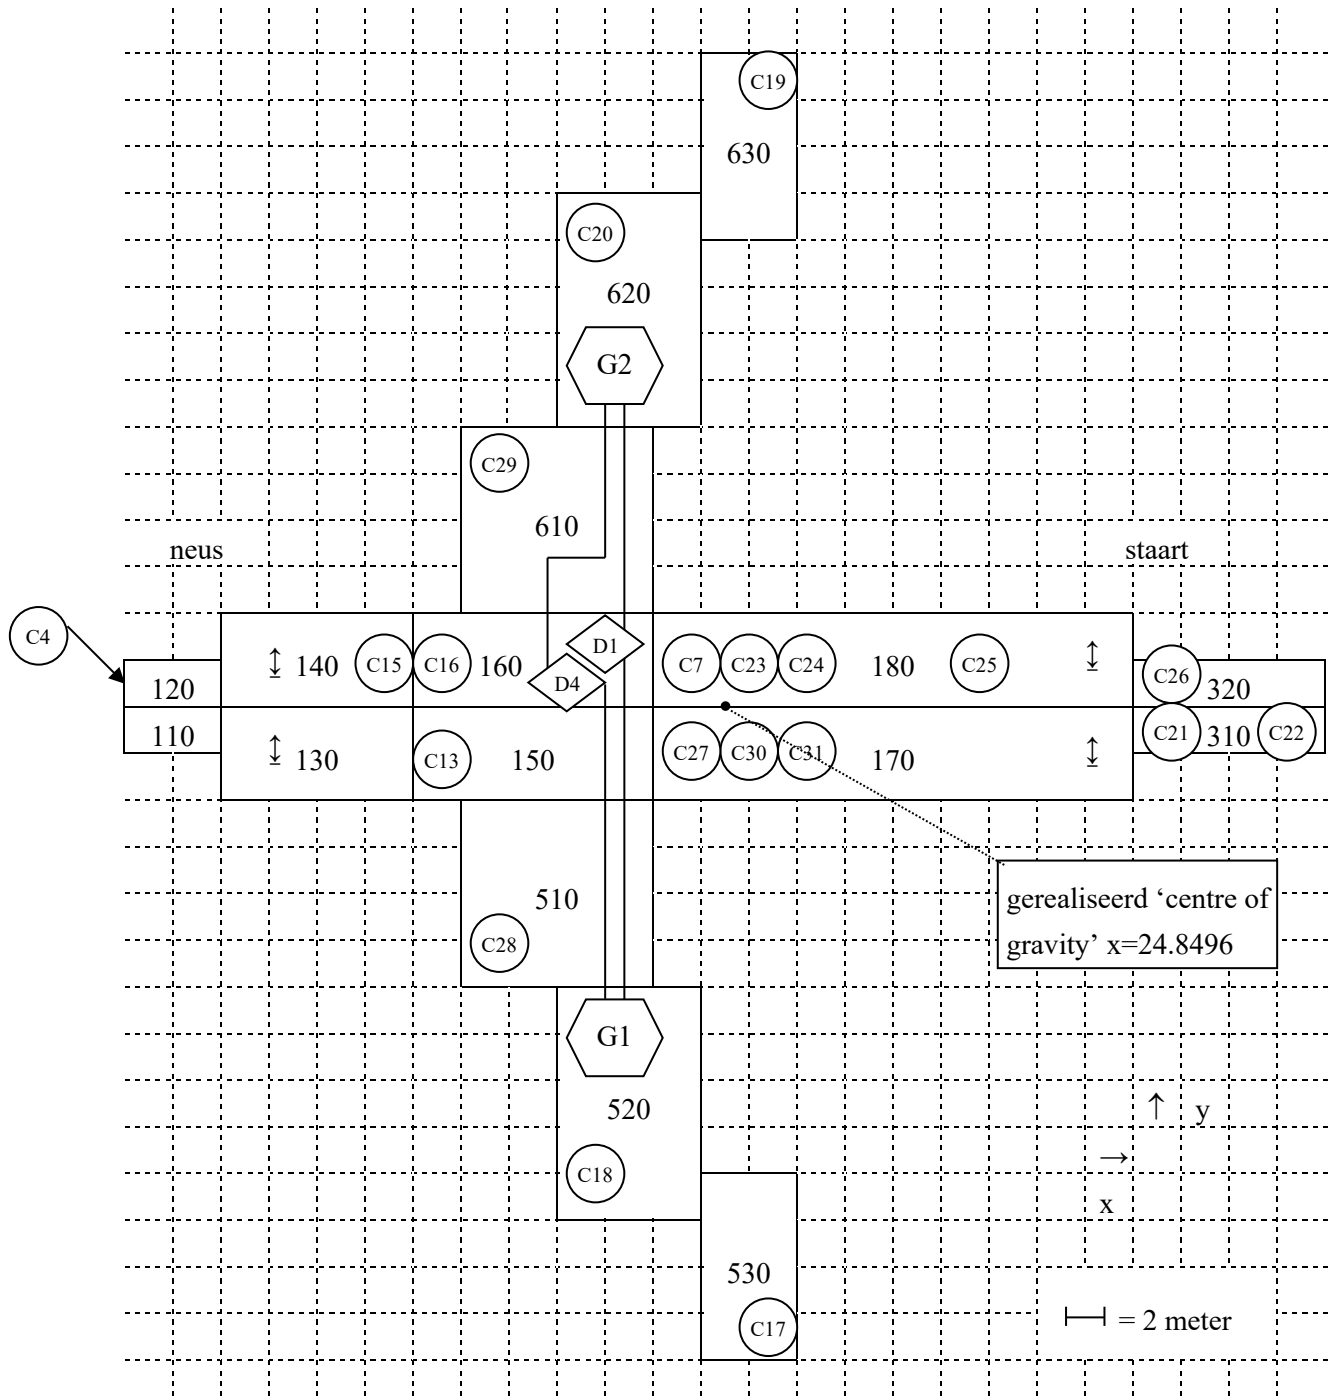 C19
630
C20
620
G2
C29
610
neus
staart
C4
120
↕ 140
C15
C16
160
D1
D4
C7
C23
C24
180
C25
↕
C26
320
110
↕ 130
C13
150
C27
C30
C31
170
↕
C21
310
C22
510
C28
gerealiseerd ‘centre of
gravity’ x=24.8496
G1
520
C18
↑ y
→
x
530
C17
= 2 meter